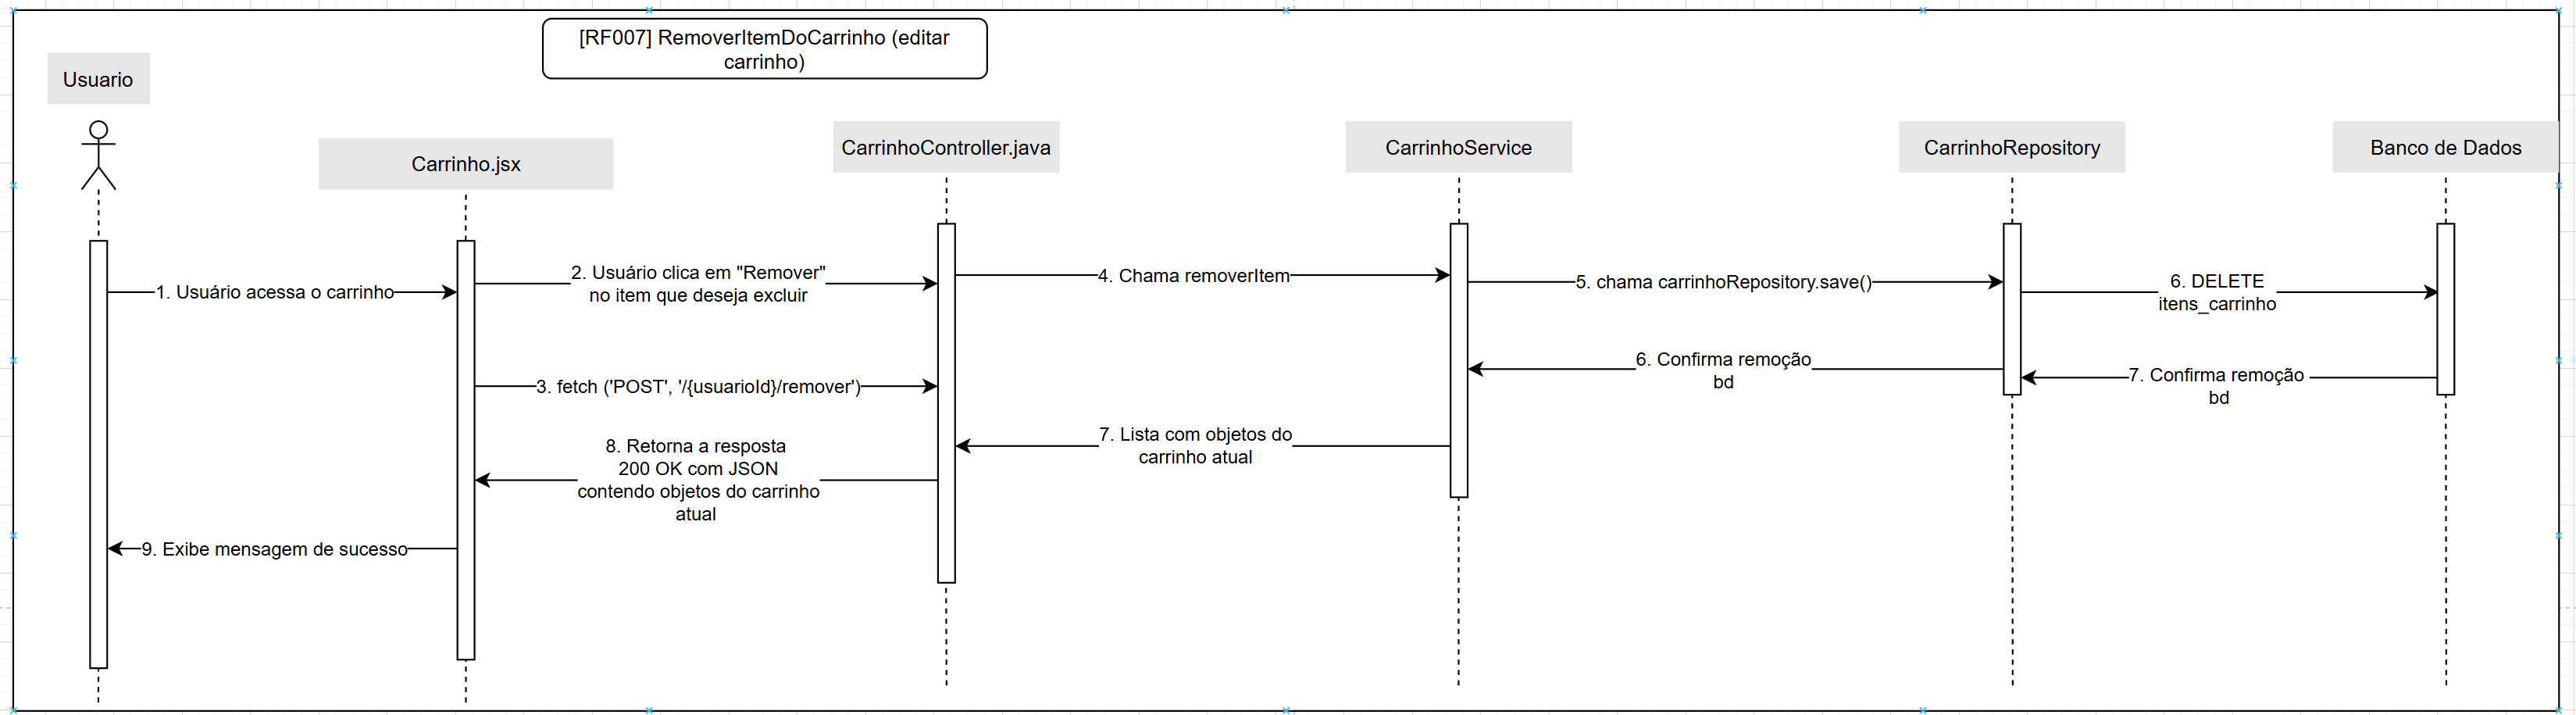 [RF007] RemoverItemDoCarrinho (editar
carrinho)
Usuario
Carrinho.jsx
CarrinhoController.java
CarrinhoService
CarrinhoRepository
Banco de Dados
1. Usuário acessa o carrinho
2. Usuário clica em "Remover"
no item que deseja excluir
4. Chama removerItem
5. chama carrinhoRepository.save()
6. DELETE
itens_carrinho
3. fetch ('POST', '/{usuarioId}/remover')
6. Confirma remoção
bd
7. Confirma remoção
bd
7. Lista com objetos do
carrinho atual
8. Retorna a resposta
200 OK com JSON
contendo objetos do carrinho
atual
9. Exibe mensagem de sucesso